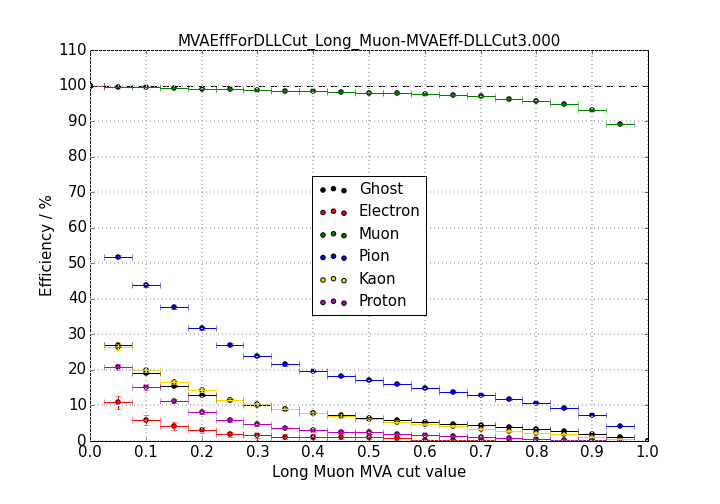 MVAEffForDLLCut_Long_Muon-MVAEff-DLLCut3.000
110
100
90
80
70
60
50
40
30
20
10
0
Efficiency / %
Ghost
Electron
Muon
Pion
Kaon
Proton
0.0 0.1 0.2 0.3 0.4 0.5 0.6 0.7 0.8 0.9 1.0
Long Muon MVA cut value